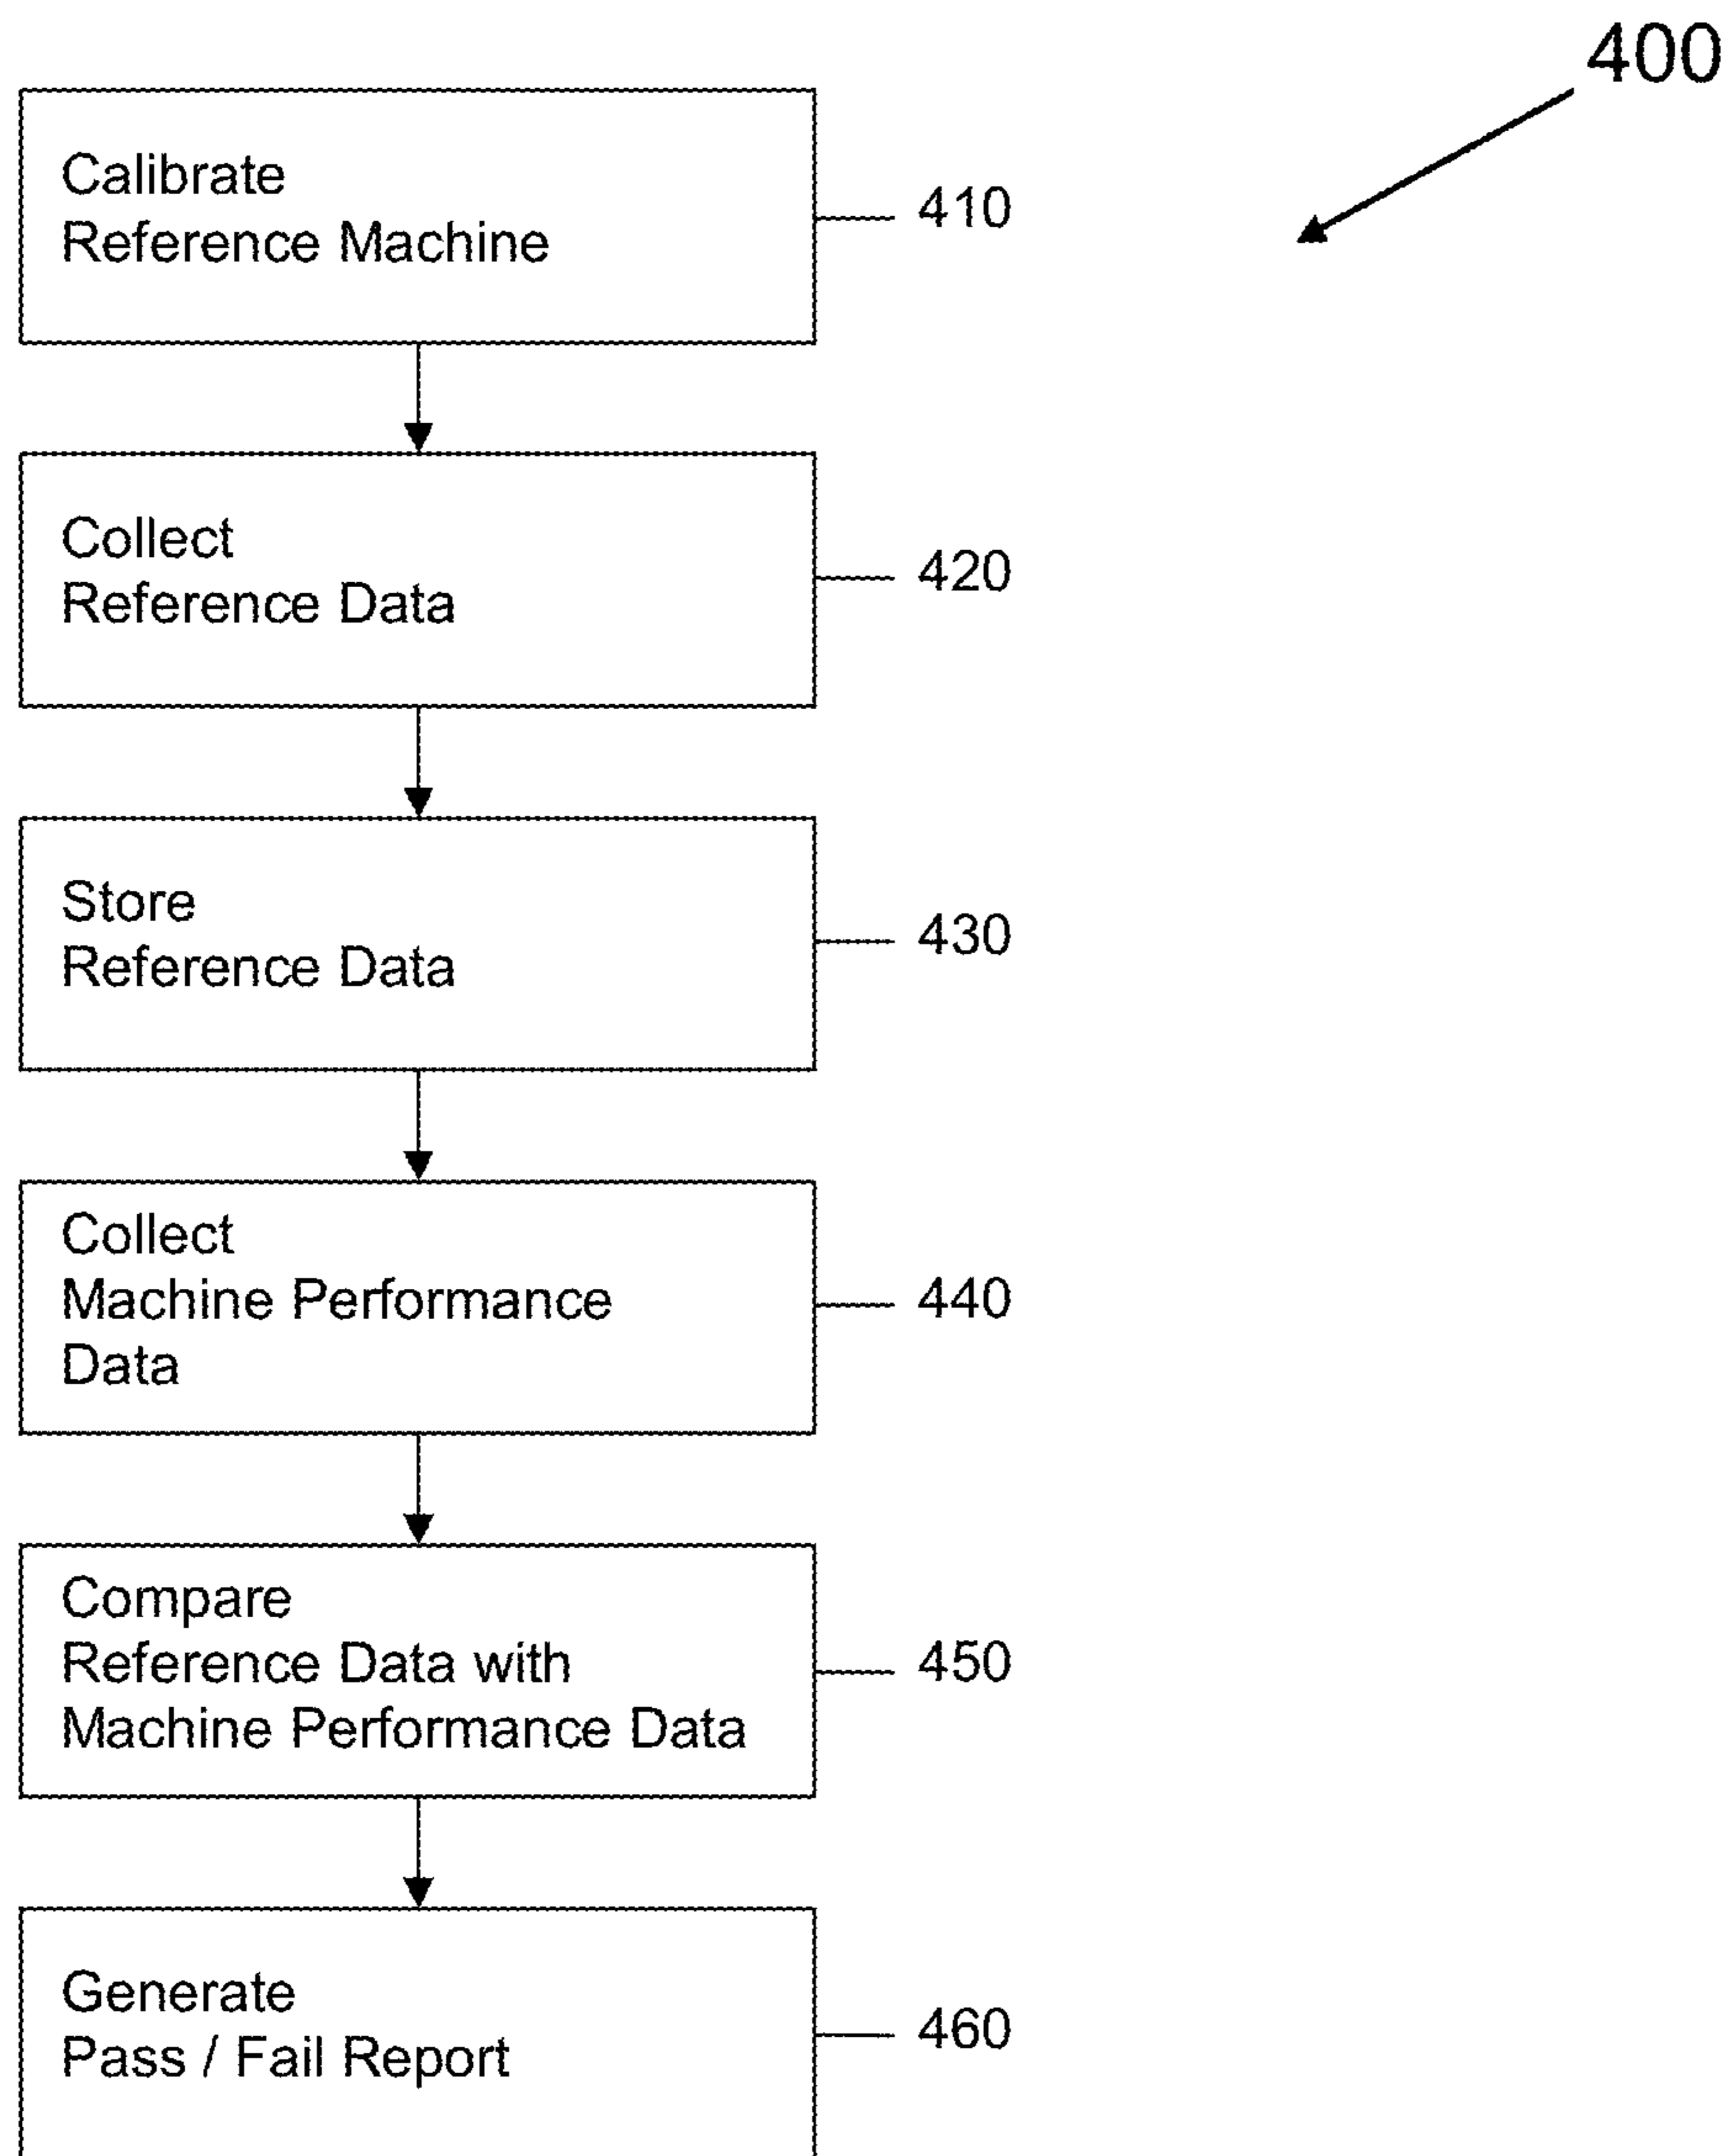 400
Calibrate
Reference Machine
410
Collect
Reference Data
420
Store
Reference Data
430
Collect
Machine Performance
Data
440
Compare
Reference Data with
Machine Performance Data
450
Generate
Pass / Fail Report
460